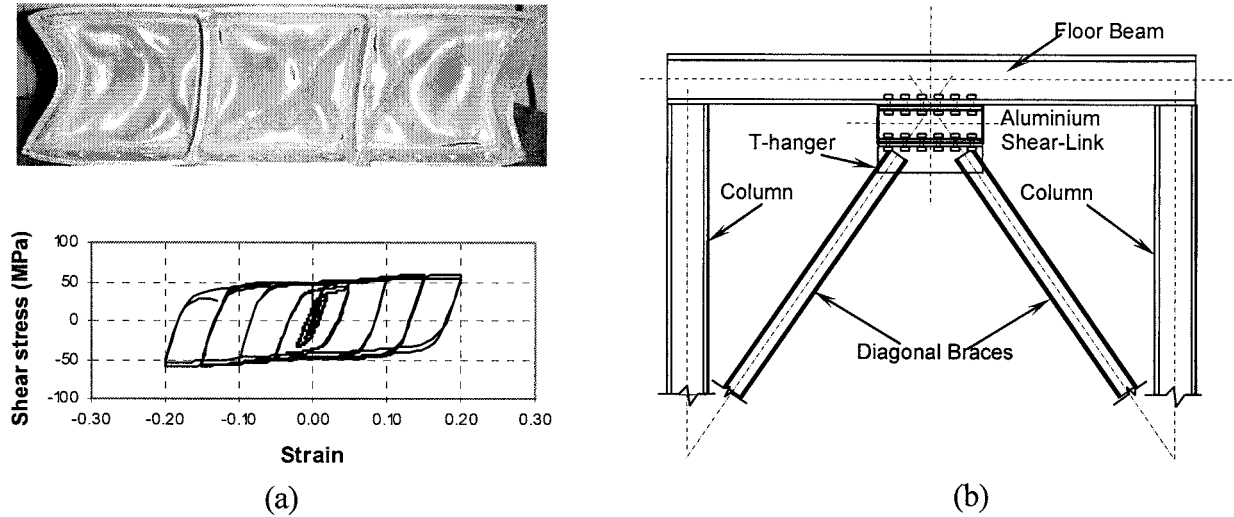 Shear stress (MPa)
100
50
0
-50
-100
-0.30
-0.20
-0.10
0.00
0.10
0.20
0.30
Strain
(a)
Floor Beam
Aluminium
Shear-Link
T-hanger
Column
Column
Diagonal Braces
(b)